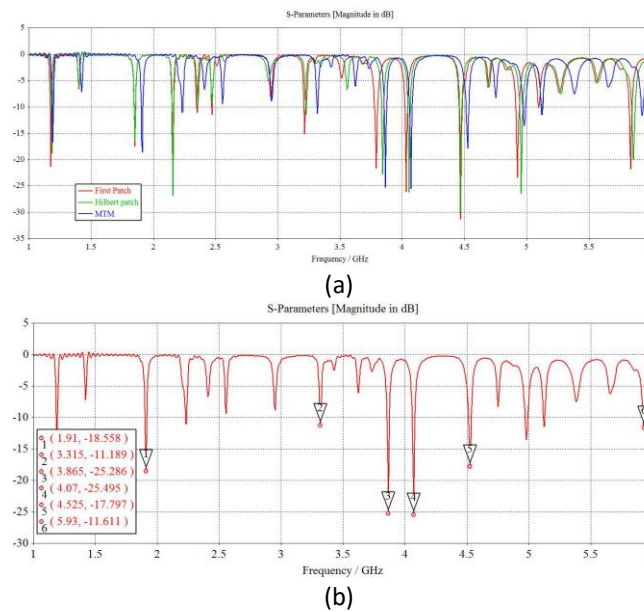 S-Parameters [Magnitude in dB]
0
-5
-10
-15
-20
-25
-30
-35
First Patch
Hilbert patch
MTM
1 1.5 2 2.5 3 3.5 4 4.5 5 5.5
Frequency / GHz
(a)
S-Parameters [Magnitude in dB]
5
0
-5
-10
-15
-20
-25
-30
1 2 3 4 5
1 ( 1.91, -18.558 )
2 ( 3.315, -11.189 )
3 ( 3.865, -25.286 )
4 ( 4.07, -25.495 )
5 ( 4.525, -17.797 )
6 ( 5.93, -11.611 )
1 1.5 2 2.5 3 3.5 4 4.5 5 5.5
Frequency / GHz
(b)